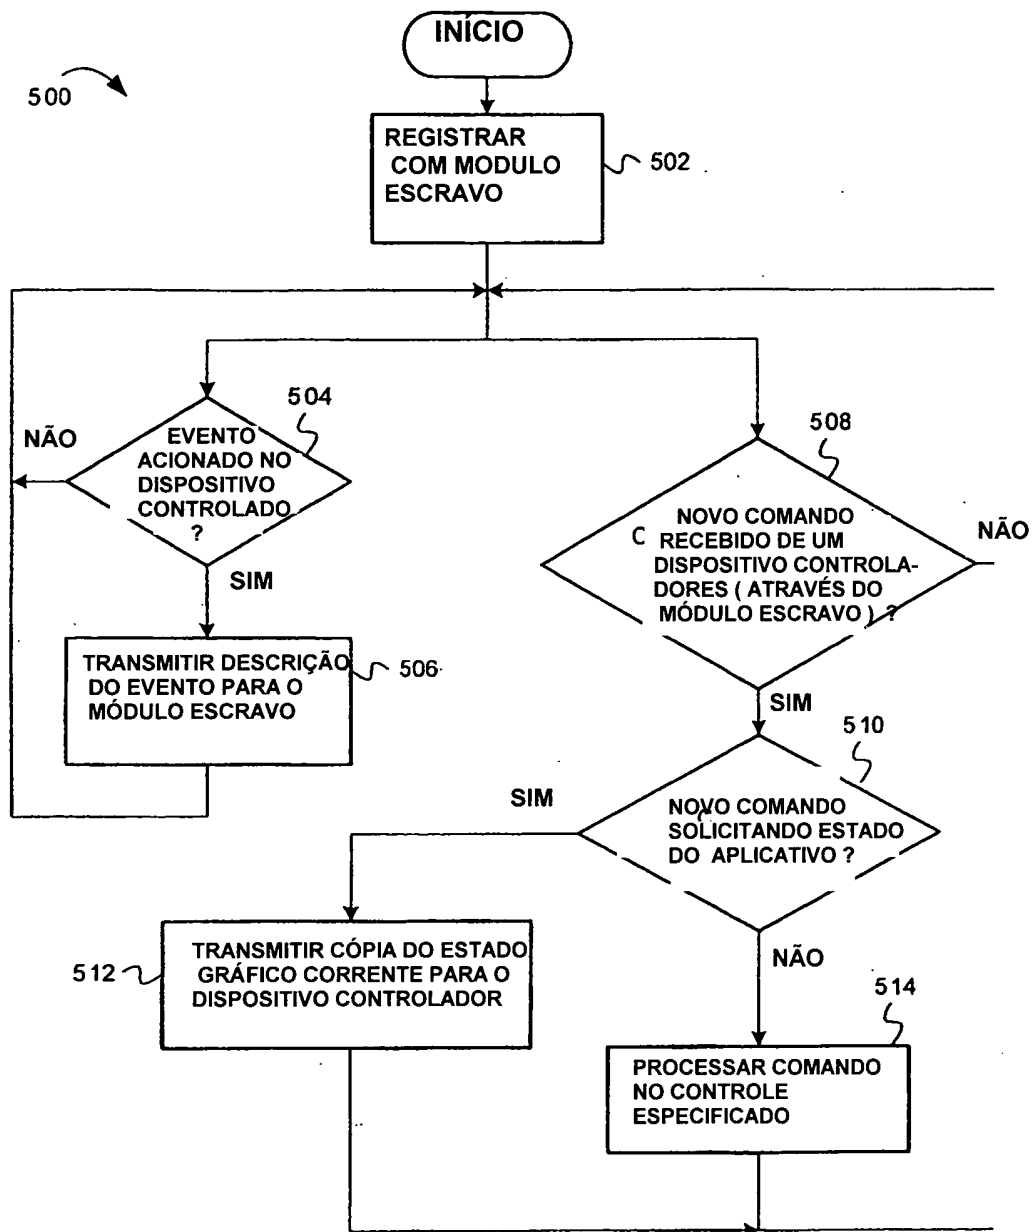 INÍCIO
500
REGISTRAR
COM MODULO
ESCRAVO
502
504
NÃO
EVENTO
ACIONADO NO
DISPOSITIVO
CONTROLADO
?
SIM
TRANSMITIR DESCRIÇÃO
DO EVENTO PARA O
MÓDULO ESCRAVO
506
508
NOVO COMANDO
C RECEBIDO DE UM
DISPOSITIVO CONTROLA-
DORES ( ATRAVÉS DO
MÓDULO ESCRAVO ) ?
NÃO
SIM
510
SIM
NOVO COMANDO
SOLICITANDO ESTADO
DO APLICATIVO ?
NÃO
512
TRANSMITIR CÓPIA DO ESTADO
GRÁFICO CORRENTE PARA O
DISPOSITIVO CONTROLADOR
514
PROCESSAR COMANDO
NO CONTROLE
ESPECIFICADO